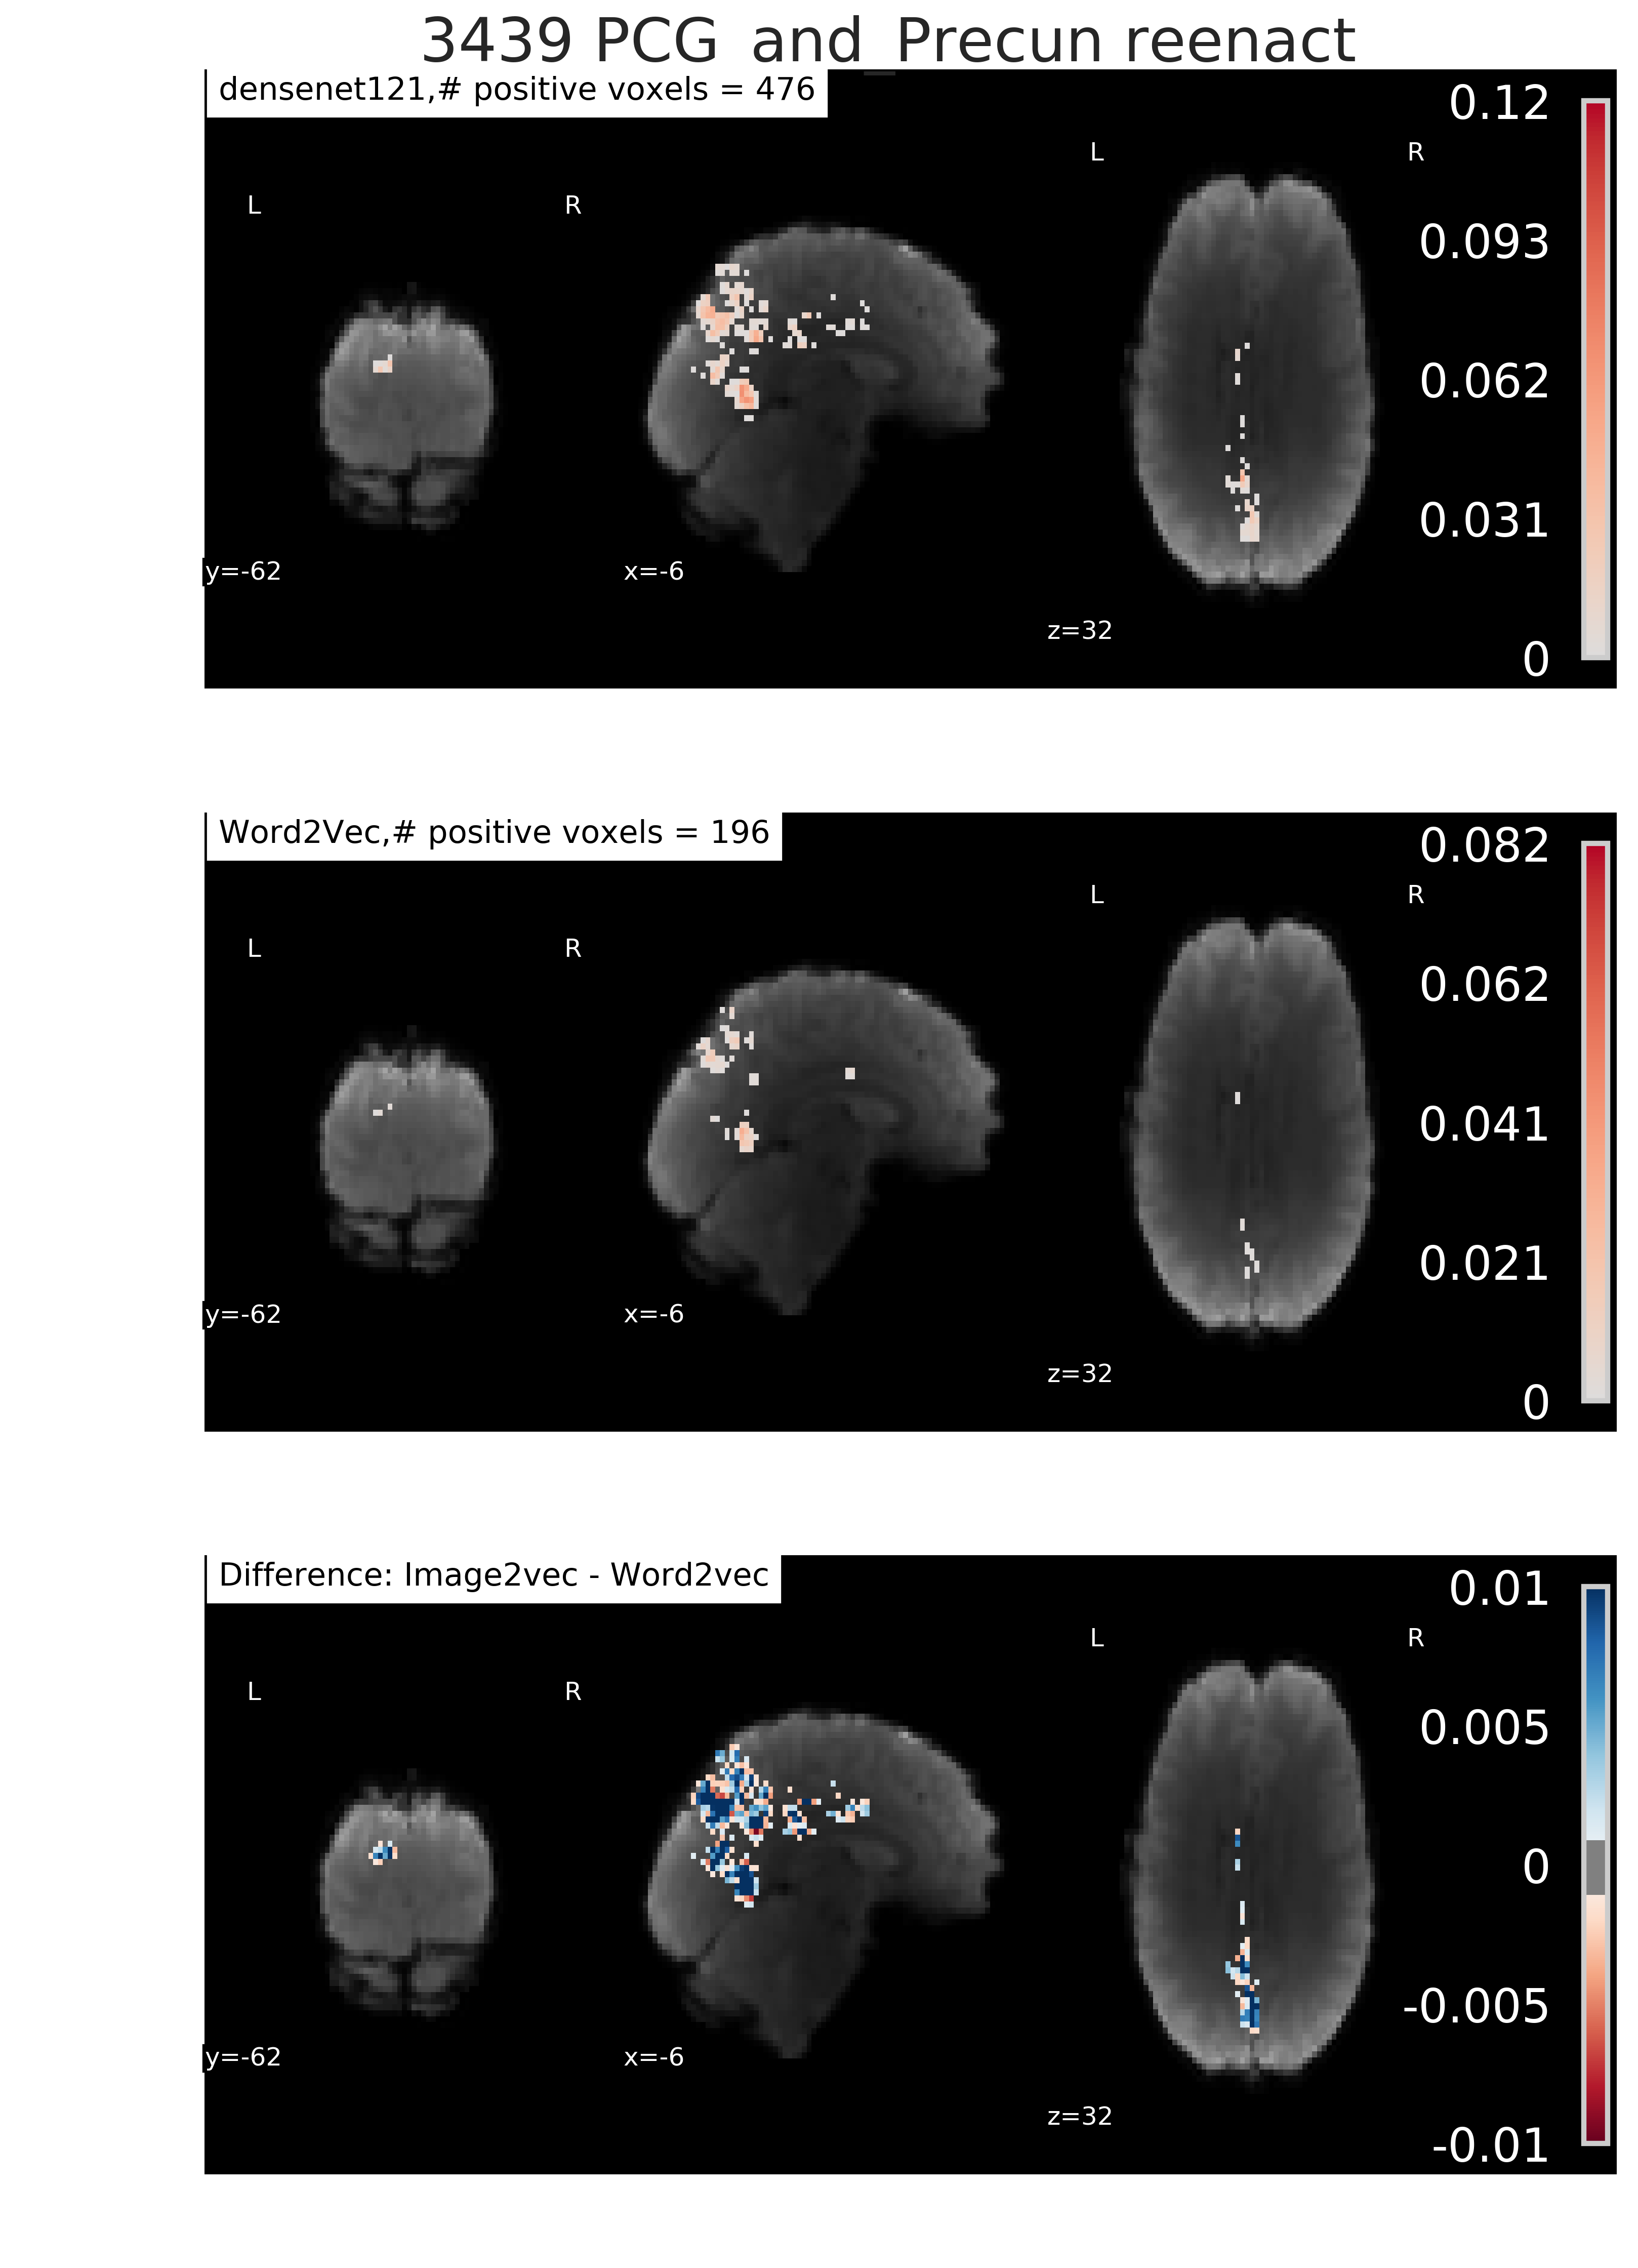 3439 PCG_and_Precun reenact
densenet121,# positive voxels = 476
0.12
L R
L R
0.093
0.062
0.031
y=-62 x=-6
z=32
0
Word2Vec,# positive voxels = 196
0.082
L R
L R
0.062
0.041
0.021
y=-62 x=-6
z=32
0
Difference: Image2vec - Word2vec
0.01
L R
L R
0.005
0
-0.005
y=-62 x=-6
z=32
-0.01